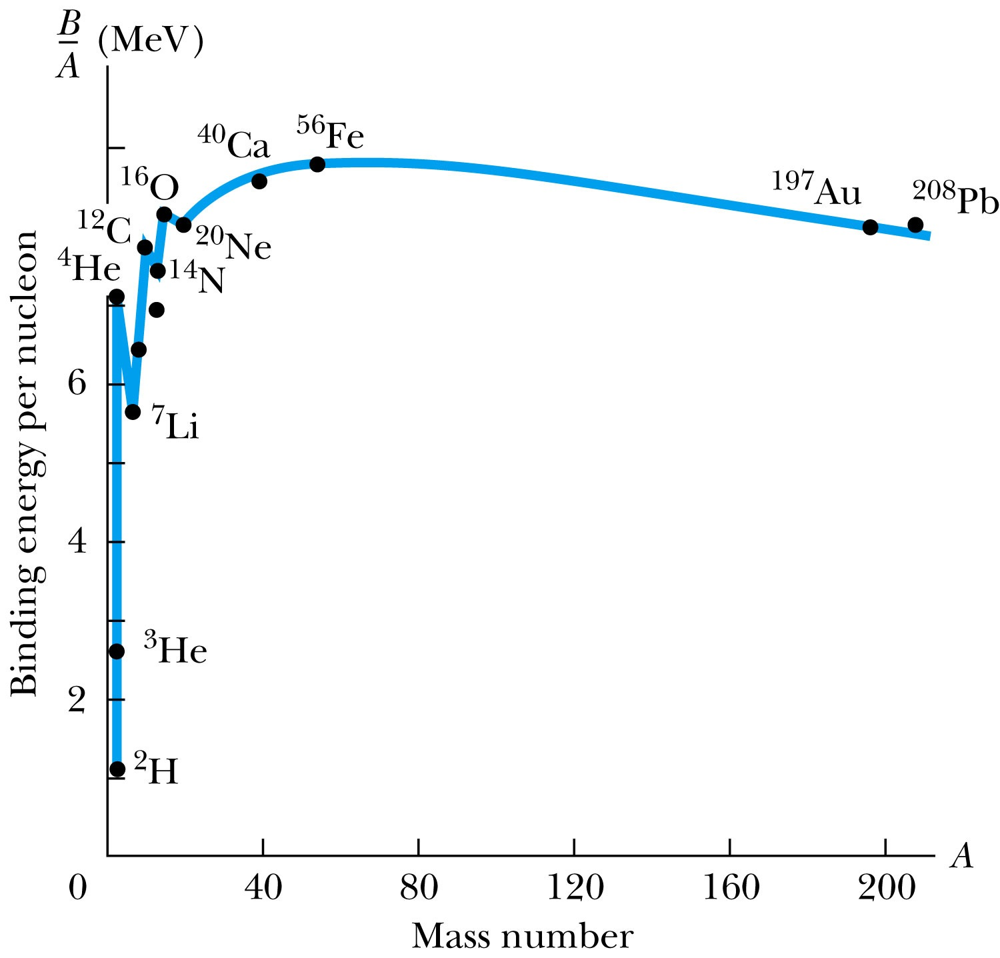 B/A (MeV)
⁵⁶Fe
⁴⁰Ca
¹⁶O
¹⁹⁷Au
²⁰⁸Pb
¹²C
²⁰Ne
⁴He
¹⁴N
6
⁷Li
4
³He
2
²H
Binding energy per nucleon
A
0 40 80 120 160 200
Mass number